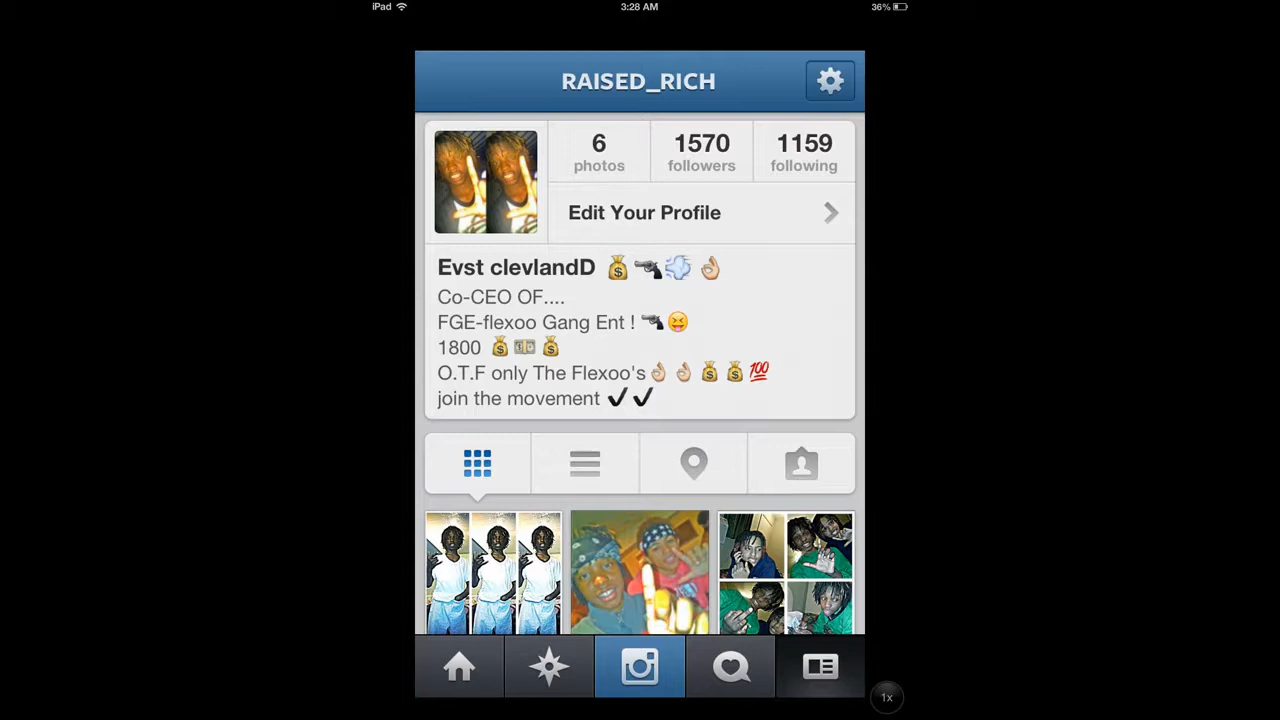 iPad 3:28 AM 36%
RAISED_RICH
6 1570 1159
photos followers following
Edit Your Profile
Evst clevlandD 💰🔫💨👌
Co-CEO OF....
FGE-flexoo Gang Ent ! 🔫😝
1800 💰💵💰
O.T.F only The Flexoo's👌👌💰💰💯
join the movement ✔✔
1x